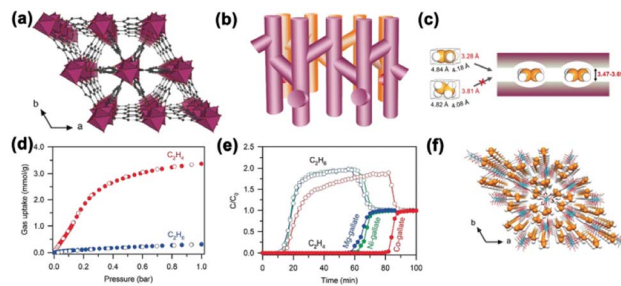 (a)
b
a
(b)
(c)
3.28 Å
4.84 Å 4.18 Å
3.81 Å
4.82 Å 4.08 Å
(d)
Gas uptake (mmol/g)
4.0
3.0
2.0
1.0
0.0
C₂H₄
C₂H₆
0.0 0.2 0.4 0.6 0.8 1.0
Pressure (bar)
(e)
C/C₀
3
2
1
0
C₂H₆
C₂H₄
Mg-gallate
Ni-gallate
Co-gallate
0 20 40 60 80 100
Time (min)
(f)
b
a